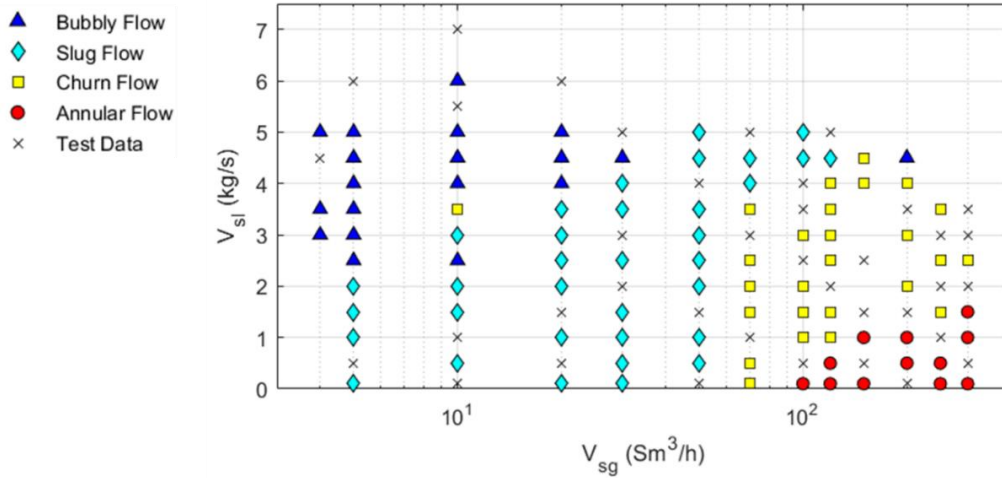 Bubbly Flow
Slug Flow
Churn Flow
Annular Flow
Test Data
7
6
5
4
3
2
1
0
V_sl (kg/s)
10^1
10^2
V_sg (Sm^3/h)